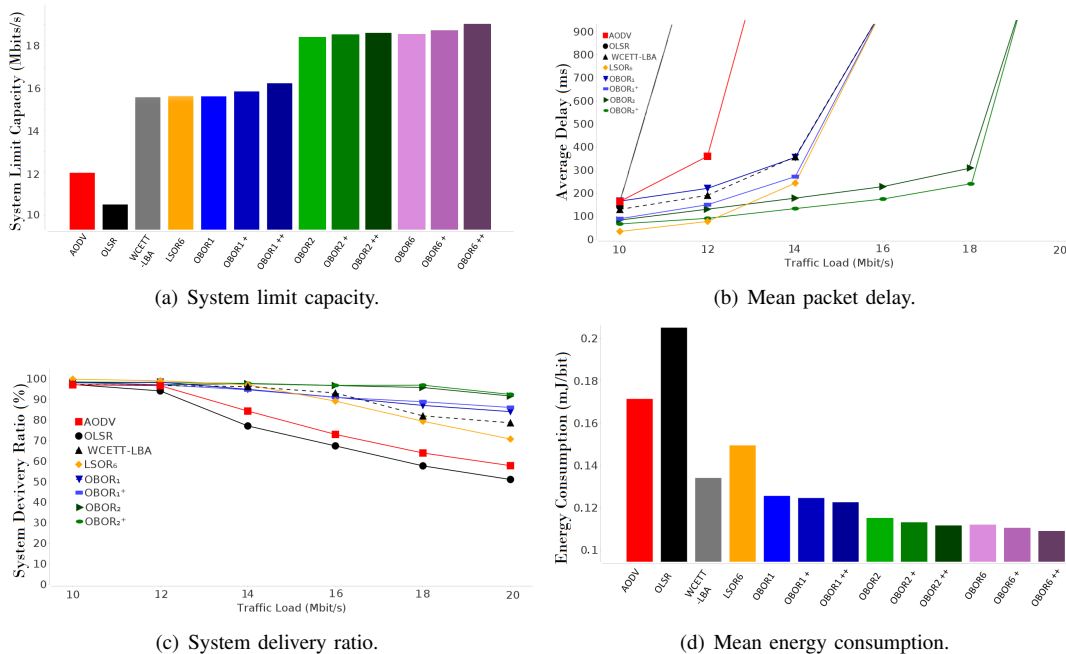 System Limit Capacity (Mbits/s)
18
16
14
12
10
AODV
OLSR
WCETT
-LBA
LSOR6
OBOR1
OBOR1 +
OBOR1 ++
OBOR2
OBOR2 +
OBOR2 ++
OBOR6
OBOR6 +
OBOR6 ++
(a) System limit capacity.
Average Delay (ms)
900
800
700
600
500
400
300
200
100
0
AODV
OLSR
WCETT-LBA
LSOR₆
OBOR₁
OBOR₁⁺
OBOR₂
OBOR₂⁺
10 12 14 16 18 20
Traffic Load (Mbit/s)
(b) Mean packet delay.
System Devivery Ratio (%)
100
90
80
70
60
50
40
30
20
10
0
AODV
OLSR
WCETT-LBA
LSOR₆
OBOR₁
OBOR₁⁺
OBOR₂
OBOR₂⁺
10 12 14 16 18 20
Traffic Load (Mbit/s)
(c) System delivery ratio.
Energy Consumption (mJ/bit)
0.2
0.18
0.16
0.14
0.12
0.1
AODV
OLSR
WCETT
-LBA
LSOR6
OBOR1
OBOR1 +
OBOR1 ++
OBOR2
OBOR2 +
OBOR2 ++
OBOR6
OBOR6 +
OBOR6 ++
(d) Mean energy consumption.